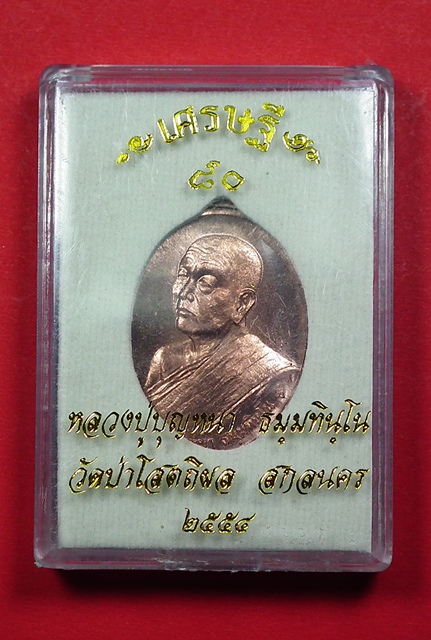 เศรษฐี
๘๐
หลวงปู่บุญหนา ธมฺมทินฺโน
วัดป่าโสตถิผล สกลนคร
๒๕๕๔